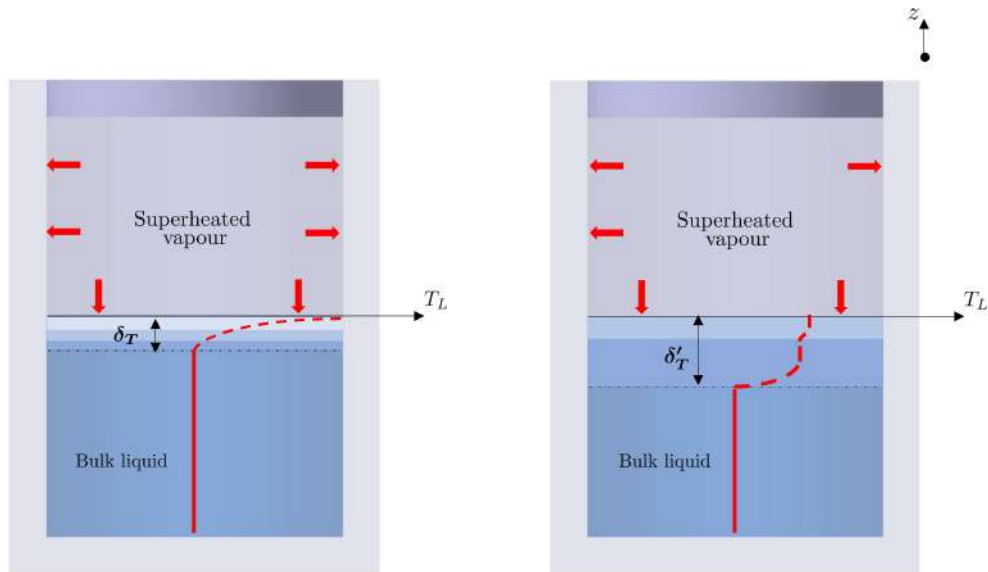 z
Superheated
vapour
T_L
δ_T
Bulk liquid
Superheated
vapour
T_L
δ′_T
Bulk liquid